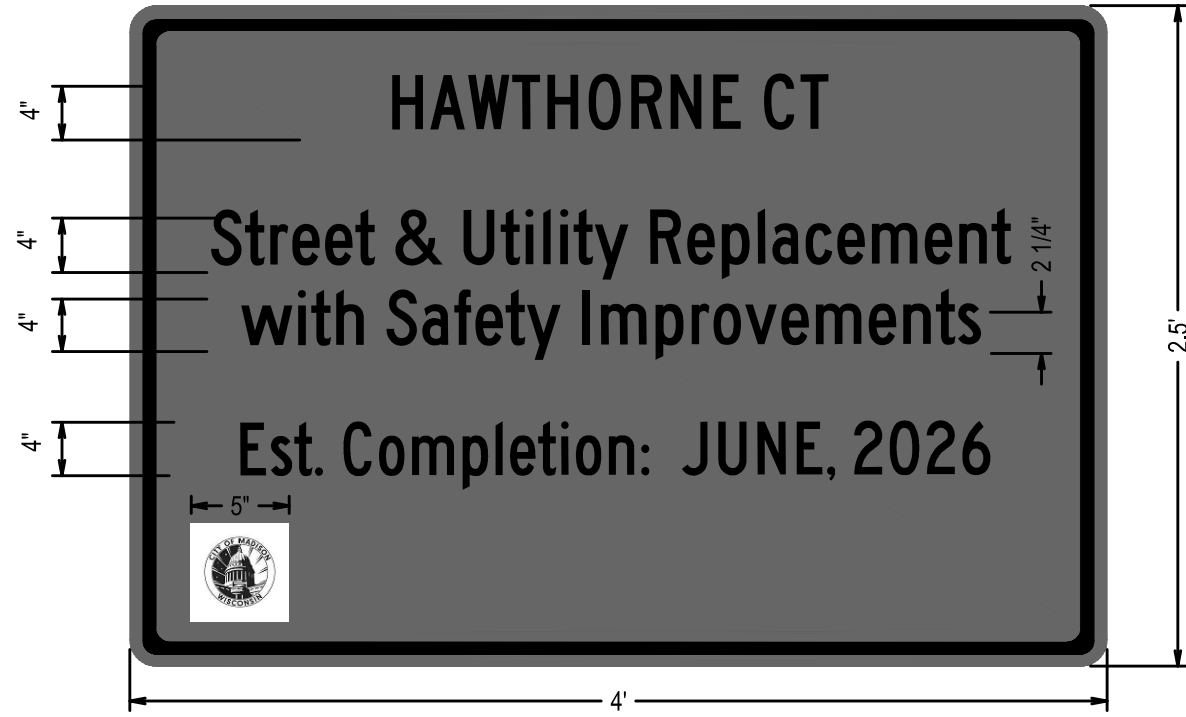 HAWTHORNE CT
4"
Street & Utility Replacement
4"
2 1/4"
with Safety Improvements
4"
2.5'
Est. Completion: JUNE, 2026
4"
5"
CITY OF MADISON
WISCONSIN
4'